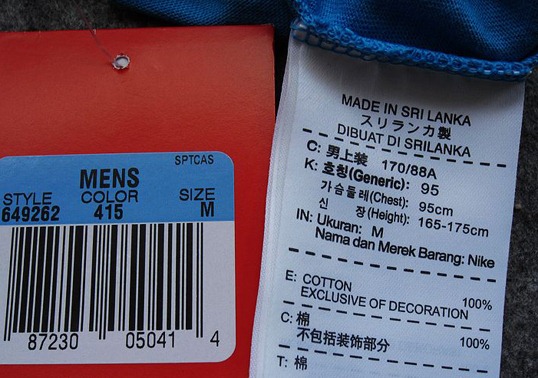 SPTCAS
MENS
STYLE COLOR SIZE
649262 415 M
87230 05041 4
MADE IN SRI LANKA
スリランカ製
DIBUAT DI SRILANKA
C: 男上装 170/88A
K: 호칭(Generic): 95
가슴둘레(Chest): 95cm
신 장(Height): 165-175cm
IN: Ukuran: M
Nama dan Merek Barang: Nike
E: COTTON 100%
EXCLUSIVE OF DECORATION
C: 棉 100%
不包括装饰部分
T: 棉